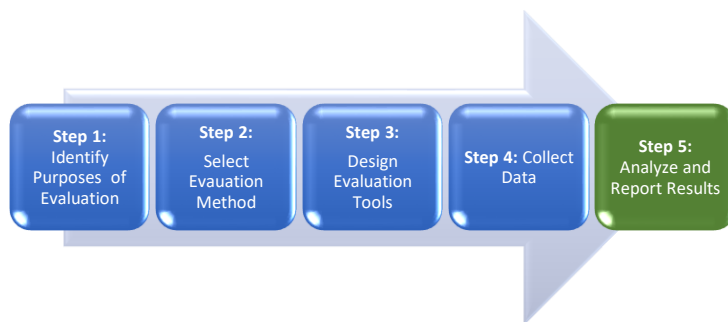 Step 1:
Identify
Purposes of
Evaluation
Step 2:
Select
Evauation
Method
Step 3:
Design
Evaluation
Tools
Step 4: Collect
Data
Step 5:
Analyze and
Report Results